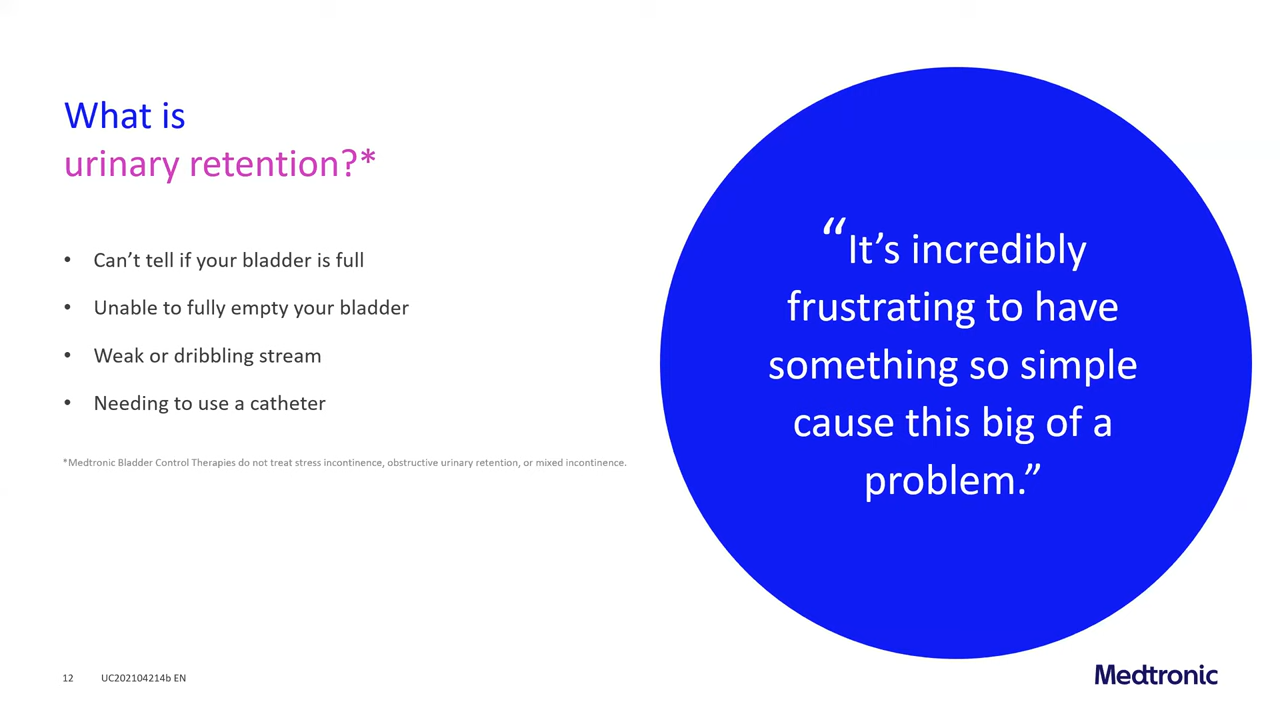 What is
urinary retention?*
• Can’t tell if your bladder is full
• Unable to fully empty your bladder
• Weak or dribbling stream
• Needing to use a catheter
*Medtronic Bladder Control Therapies do not treat stress incontinence, obstructive urinary retention, or mixed incontinence.
“It’s incredibly
frustrating to have
something so simple
cause this big of a
problem.”
12 UC202104214b EN
Medtronic